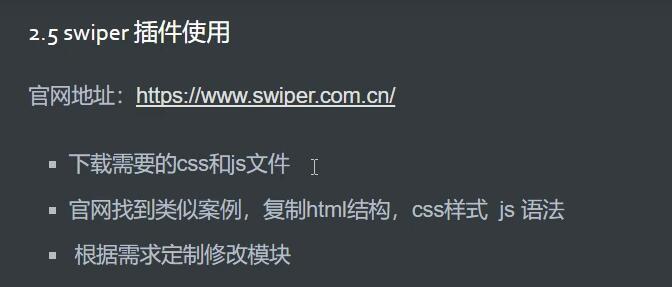 2.5 swiper 插件使用
官网地址：https://www.swiper.com.cn/
下载需要的css和js文件
官网找到类似案例，复制html结构，css样式 js 语法
根据需求定制修改模块